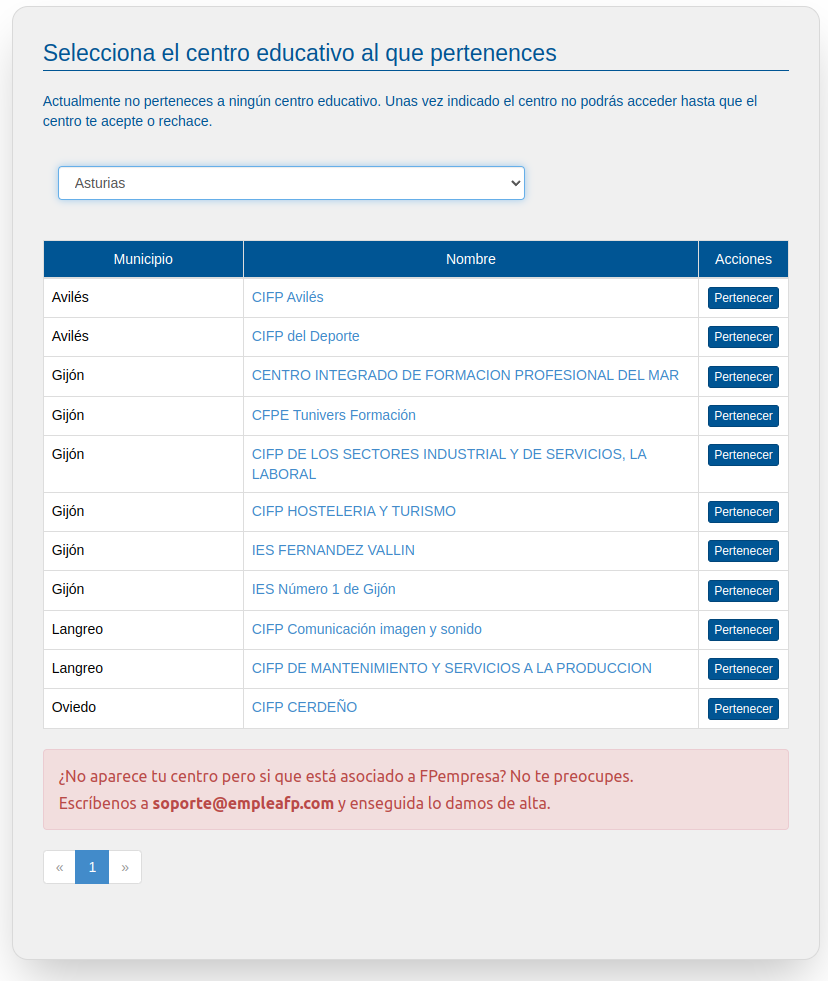 Selecciona el centro educativo al que pertenences
Actualmente no perteneces a ningún centro educativo. Unas vez indicado el centro no podrás acceder hasta que el
centro te acepte o rechace.
Asturias
Municipio Nombre Acciones
Avilés CIFP Avilés Pertenecer
Avilés CIFP del Deporte Pertenecer
Gijón CENTRO INTEGRADO DE FORMACION PROFESIONAL DEL MAR Pertenecer
Gijón CFPE Tunivers Formación Pertenecer
Gijón CIFP DE LOS SECTORES INDUSTRIAL Y DE SERVICIOS, LA Pertenecer
LABORAL
Gijón CIFP HOSTELERIA Y TURISMO Pertenecer
Gijón IES FERNANDEZ VALLIN Pertenecer
Gijón IES Número 1 de Gijón Pertenecer
Langreo CIFP Comunicación imagen y sonido Pertenecer
Langreo CIFP DE MANTENIMIENTO Y SERVICIOS A LA PRODUCCION Pertenecer
Oviedo CIFP CERDEÑO Pertenecer
¿No aparece tu centro pero si que está asociado a FPempresa? No te preocupes.
Escríbenos a soporte@empleafp.com y enseguida lo damos de alta.
« 1 »